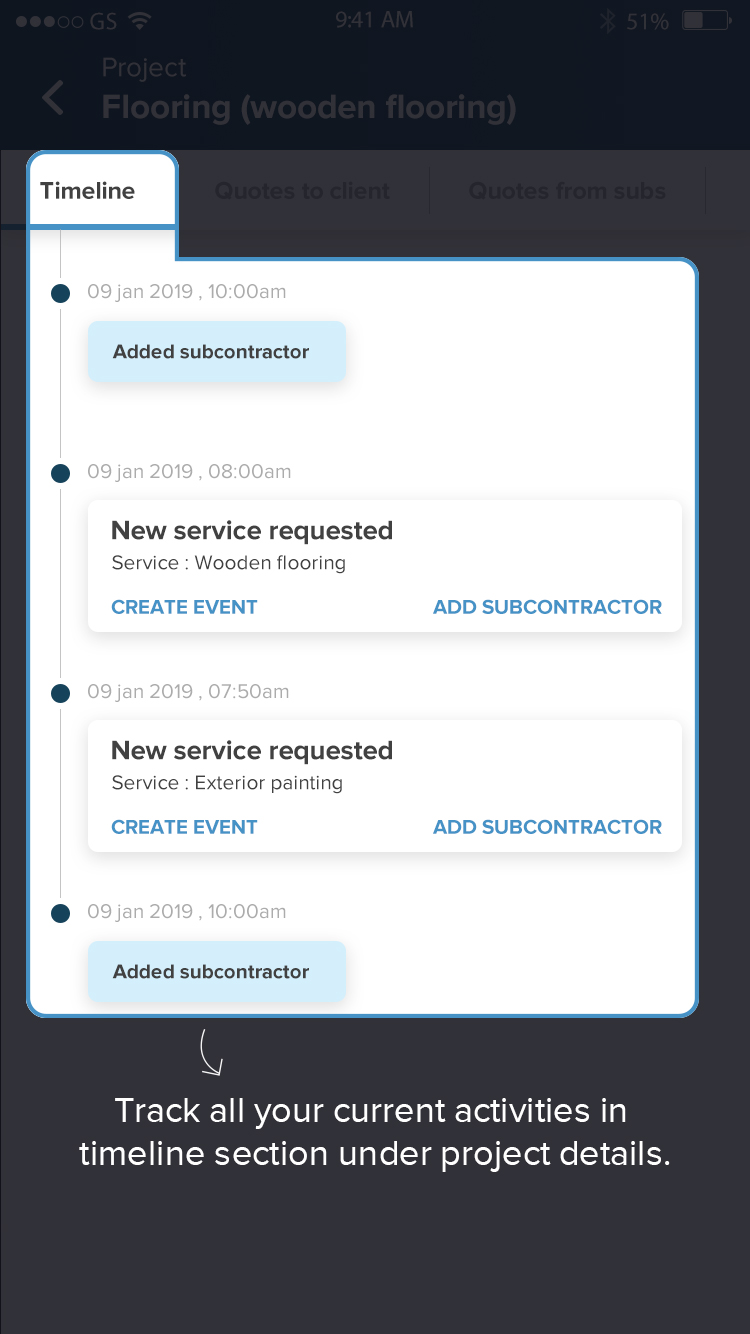 GS 9:41 AM 51%
Project
Flooring (wooden flooring)
Timeline Quotes to client Quotes from subs
09 jan 2019 , 10:00am
Added subcontractor
09 jan 2019 , 08:00am
New service requested
Service : Wooden flooring
CREATE EVENT ADD SUBCONTRACTOR
09 jan 2019 , 07:50am
New service requested
Service : Exterior painting
CREATE EVENT ADD SUBCONTRACTOR
09 jan 2019 , 10:00am
Added subcontractor
Track all your current activities in
timeline section under project details.